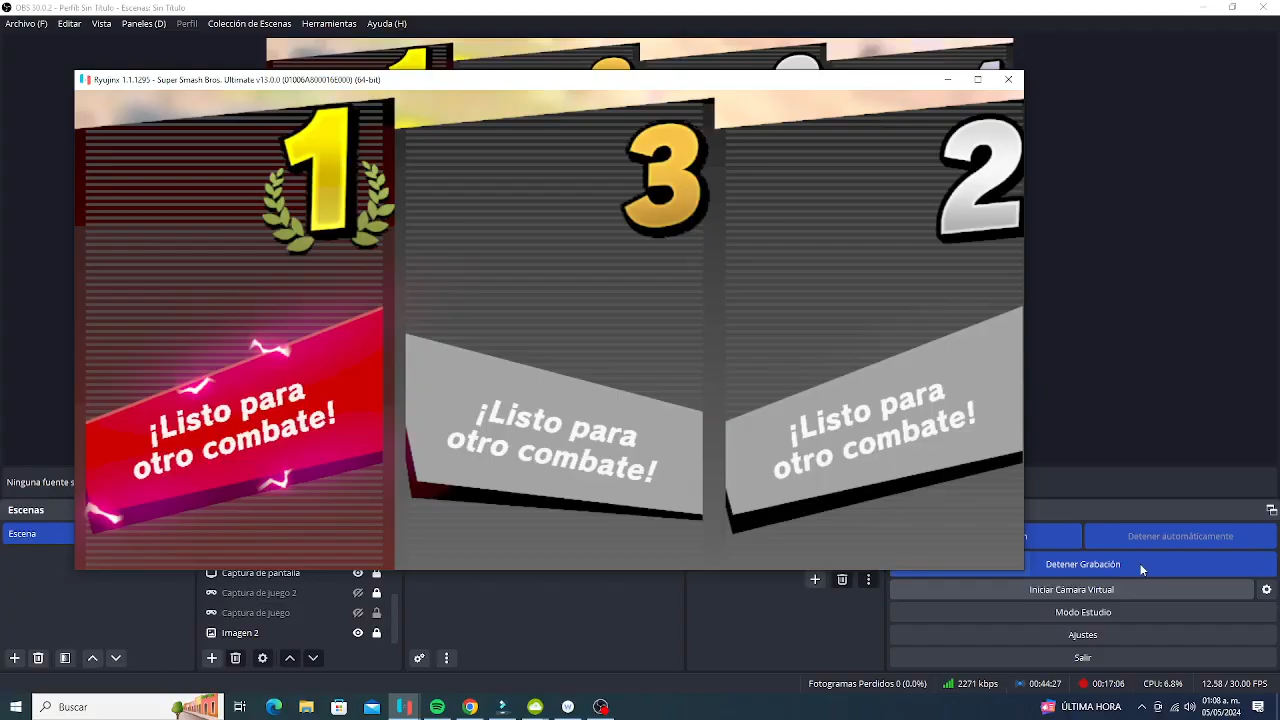 OBS 30.0.2 - Perfil: Sin Título - Escenas: Sin Título
Archivo (F) Editar Vista (V) Paneles (D) Perfil Colección de Escenas Herramientas Ayuda (H)
1
Ryujinx 1.1.1295 - Super Smash Bros. Ultimate v13.0.0 (01006A800016E000) (64-bit)
1
3
2
¡Listo para
otro combate!
¡Listo para
otro combate!
¡Listo para
otro combate!
Ninguna fuente s
Escenas
Escena
Captura de pantalla
Captura de Juego 2
Captura de Juego
Imagen 2
n
Detener automáticamente
Detener Grabación
Iniciar Cámara Virtual
Modo Estudio
Ajustes
Salir
Fotogramas Perdidos 0 (0.0%) 2271 kbps 00:44:27 00:17:06 CPU: 6.8% 12.58 / 30.00 FPS
Buscar
ÚLTIMA HORA
01:08 a. m.
05/05/2024